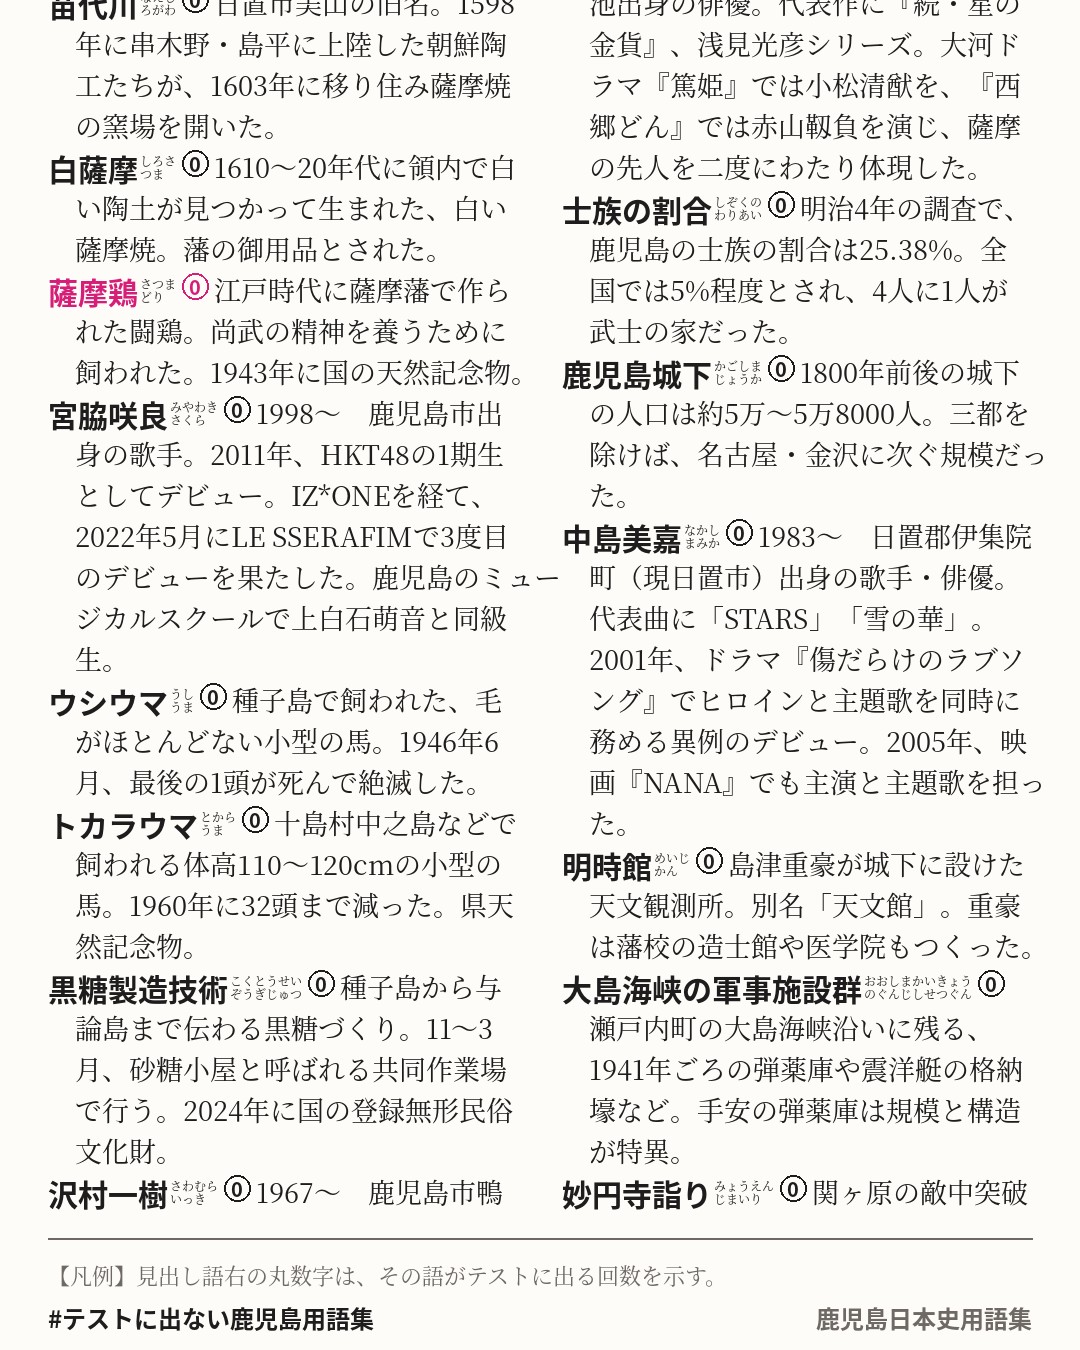 苗代川 ⓪ 日置市美山の旧名。1598
年に串木野・島平に上陸した朝鮮陶
工たちが、1603年に移り住み薩摩焼
の窯場を開いた。
白薩摩 しろさつま ⓪ 1610〜20年代に領内で白
い陶土が見つかって生まれた、白い
薩摩焼。藩の御用品とされた。
薩摩鶏 さつまどり ⓪ 江戸時代に薩摩藩で作ら
れた闘鶏。尚武の精神を養うために
飼われた。1943年に国の天然記念物。
宮脇咲良 みやわきさくら ⓪ 1998〜　鹿児島市出
身の歌手。2011年、HKT48の1期生
としてデビュー。IZ*ONEを経て、
2022年5月にLE SSERAFIMで3度目
のデビューを果たした。鹿児島のミュー
ジカルスクールで上白石萌音と同級
生。
ウシウマ うしうま ⓪ 種子島で飼われた、毛
がほとんどない小型の馬。1946年6
月、最後の1頭が死んで絶滅した。
トカラウマ とからうま ⓪ 十島村中之島などで
飼われる体高110〜120cmの小型の
馬。1960年に32頭まで減った。県天
然記念物。
黒糖製造技術 こくとうせいぞうぎじゅつ ⓪ 種子島から与
論島まで伝わる黒糖づくり。11〜3
月、砂糖小屋と呼ばれる共同作業場
で行う。2024年に国の登録無形民俗
文化財。
沢村一樹 さわむらいっき ⓪ 1967〜　鹿児島市鴨
池出身の俳優。代表作に『続・星の
金貨』、浅見光彦シリーズ。大河ド
ラマ『篤姫』では小松清猷を、『西
郷どん』では赤山靱負を演じ、薩摩
の先人を二度にわたり体現した。
士族の割合 しぞくのわりあい ⓪ 明治4年の調査で、
鹿児島の士族の割合は25.38%。全
国では5%程度とされ、4人に1人が
武士の家だった。
鹿児島城下 かごしまじょうか ⓪ 1800年前後の城下
の人口は約5万〜5万8000人。三都を
除けば、名古屋・金沢に次ぐ規模だっ
た。
中島美嘉 なかしまみか ⓪ 1983〜　日置郡伊集院
町（現日置市）出身の歌手・俳優。
代表曲に「STARS」「雪の華」。
2001年、ドラマ『傷だらけのラブソ
ング』でヒロインと主題歌を同時に
務める異例のデビュー。2005年、映
画『NANA』でも主演と主題歌を担っ
た。
明時館 めいじかん ⓪ 島津重豪が城下に設けた
天文観測所。別名「天文館」。重豪
は藩校の造士館や医学院もつくった。
大島海峡の軍事施設群 おおしまかいきょうのぐんじしせつぐん ⓪
瀬戸内町の大島海峡沿いに残る、
1941年ごろの弾薬庫や震洋艇の格納
壕など。手安の弾薬庫は規模と構造
が特異。
妙円寺詣り みょうえんじまいり ⓪ 関ヶ原の敵中突破
【凡例】見出し語右の丸数字は、その語がテストに出る回数を示す。
#テストに出ない鹿児島用語集
鹿児島日本史用語集